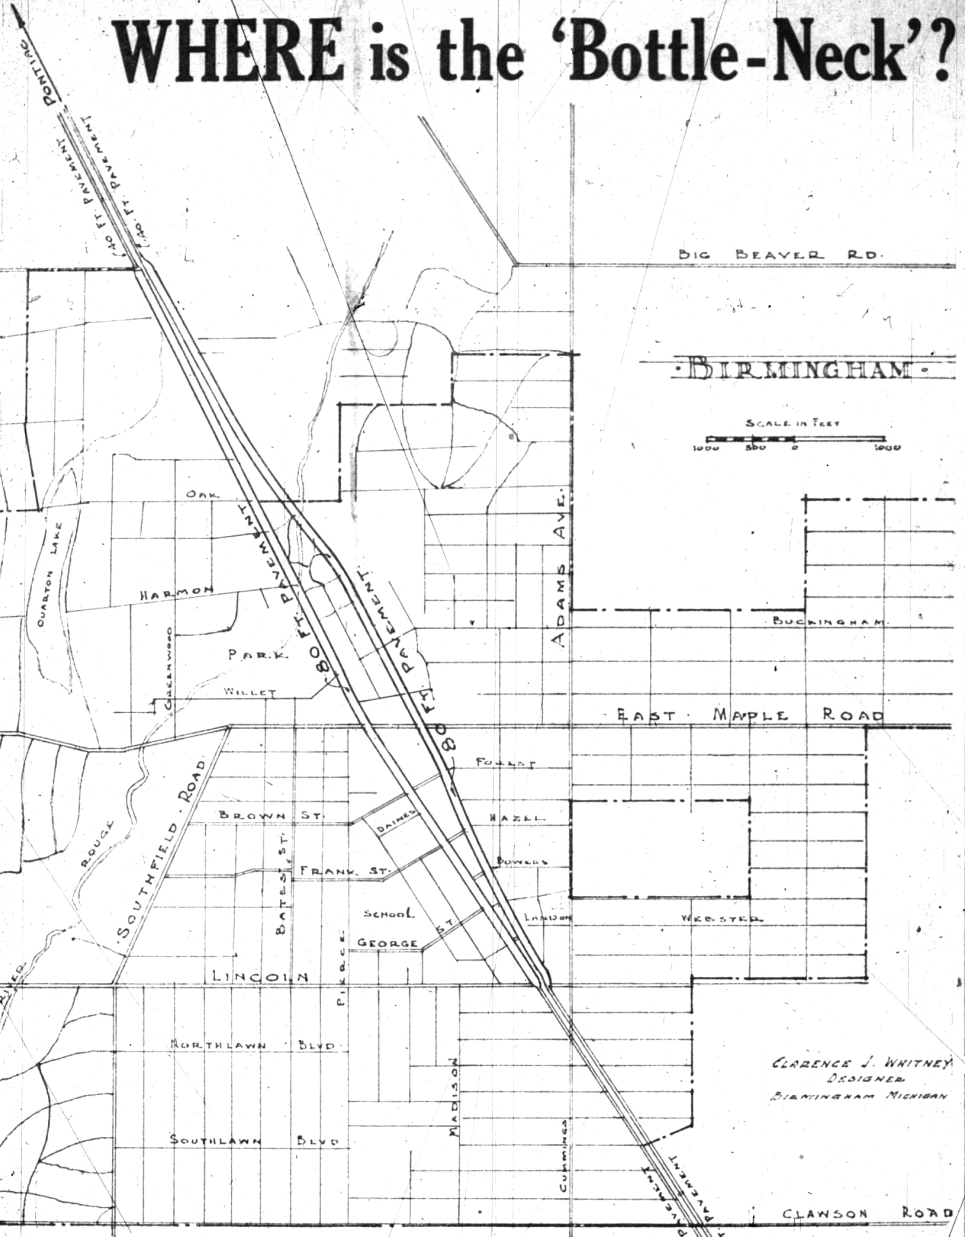 WHERE is the ‘Bottle-Neck’?
PONTIAC
40 FT. PAVEMENT
40 FT. PAVEMENT
BIG BEAVER RD.
·BIRMINGHAM·
SCALE IN FEET
1000 500 0 1000
OAK
QUARTON LAKE
HARMON
80 FT. PAVEMENT
80 FT. PAVEMENT
ADAMS AVE.
BUCKINGHAM
GREENWOOD
PARK
WILLET
EAST MAPLE ROAD
FOREST
SOUTHFIELD ROAD
BROWN ST.
DAINES
HAZEL
ROUGE
BATES ST.
FRANK ST.
BOWERS
SCHOOL
LANDON
WEBSTER
GEORGE ST.
RIVER
LINCOLN
PIERCE
NORTHLAWN BLVD.
MADISON
CLARENCE J. WHITNEY
DESIGNER
BIRMINGHAM MICHIGAN
SOUTHLAWN BLVD
CUMMINGS
PAVEMENT
PAVEMENT
CLAWSON ROAD